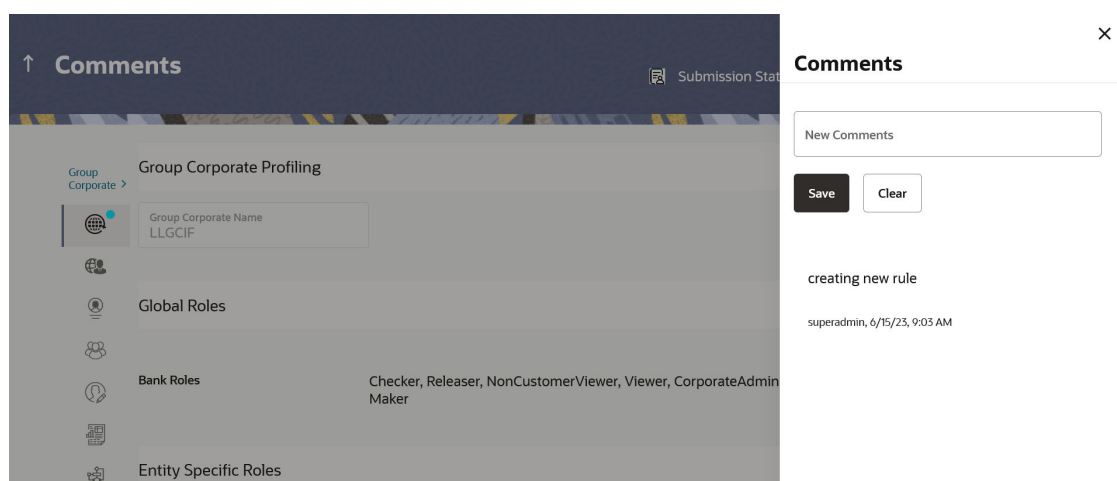 Comments
Submission Stat
Group
Corporate >
Group Corporate Profiling
Group Corporate Name
LLGCIF
Global Roles
Bank Roles
Checker, Releaser, NonCustomerViewer, Viewer, CorporateAdmin
Maker
Entity Specific Roles
Comments
New Comments
Save
Clear
creating new rule
superadmin, 6/15/23, 9:03 AM